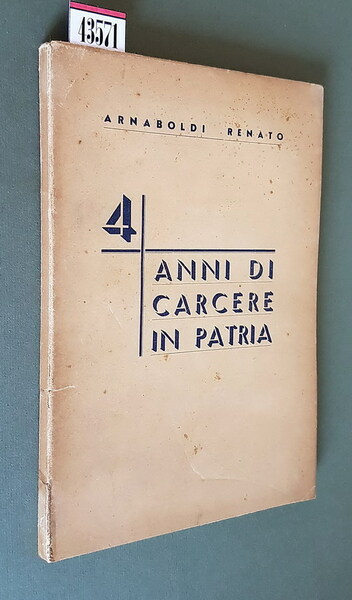 43571
ARNABOLDI RENATO
4
ANNI DI
CARCERE
IN PATRIA